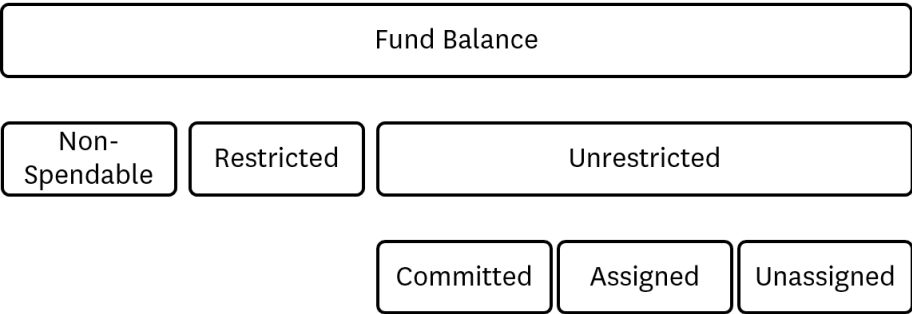 Fund Balance
Non-
Spendable
Restricted
Unrestricted
Committed
Assigned
Unassigned